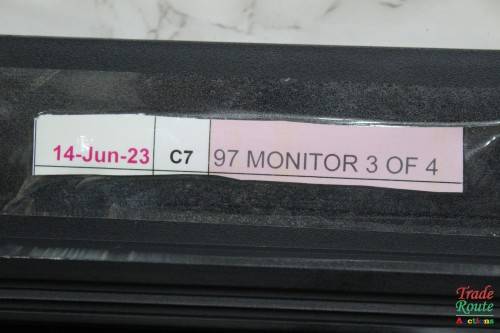 14-Jun-23 C7 97 MONITOR 3 OF 4
Trade
Route
Auctions